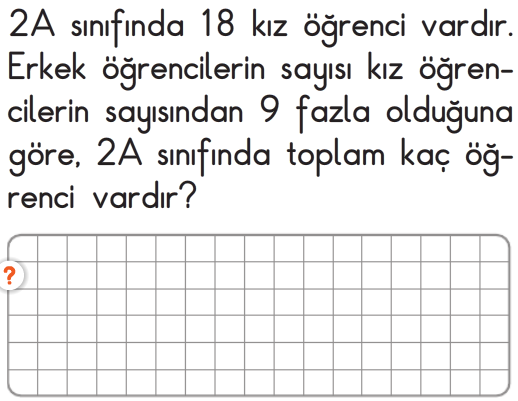 2A sınıfında 18 kız öğrenci vardır.
Erkek öğrencilerin sayısı kız öğren-
cilerin sayısından 9 fazla olduğuna
göre, 2A sınıfında toplam kaç öğ-
renci vardır?
?